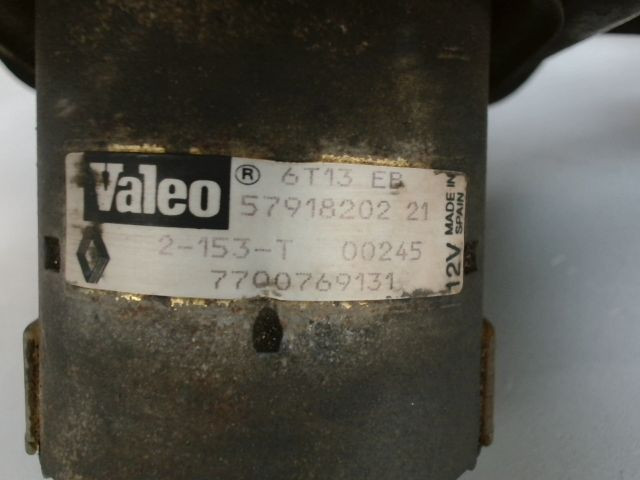 Valeo ® 6T13 EB
57918202 21
2-153-T 00245
7700769131
12V MADE IN
SPAIN